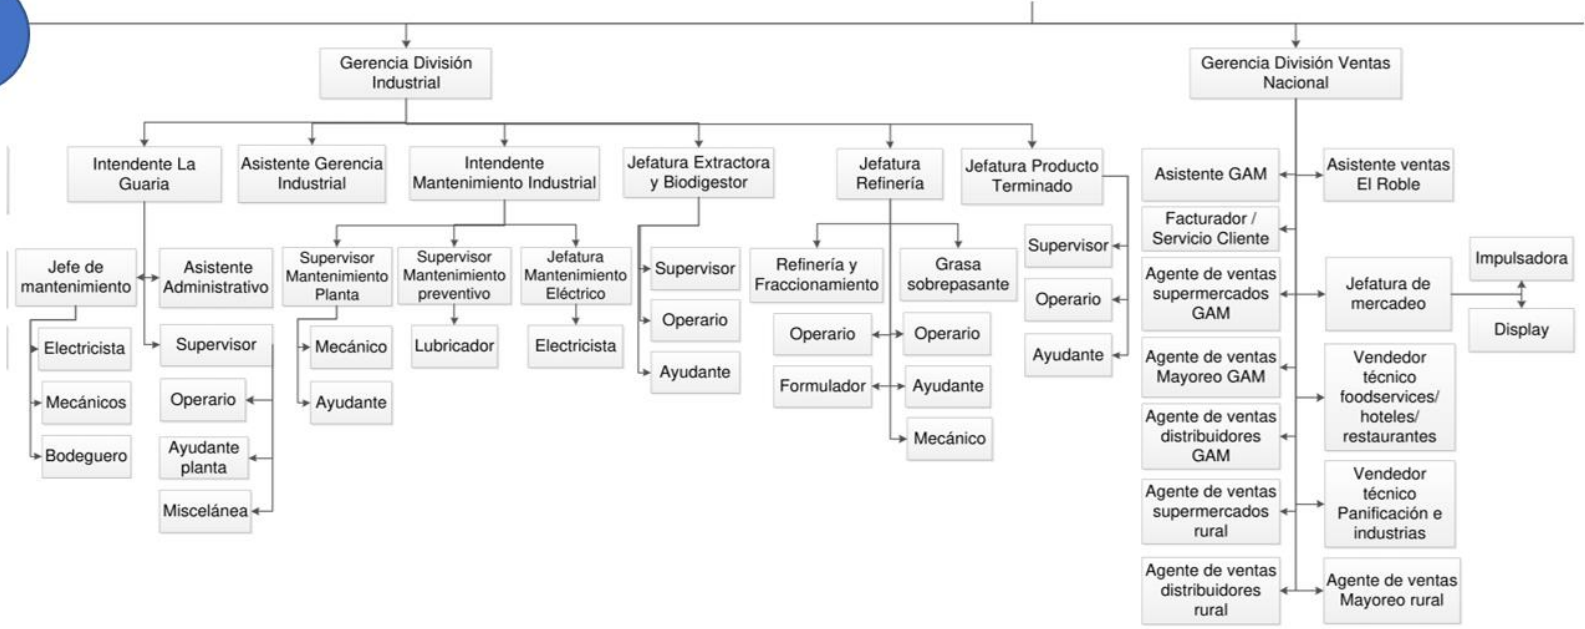 Gerencia División
Industrial
Gerencia División Ventas
Nacional
Intendente La
Guaria
Asistente Gerencia
Industrial
Intendente
Mantenimiento Industrial
Jefatura Extractora
y Biodigestor
Jefatura
Refinería
Jefatura Producto
Terminado
Jefe de
mantenimiento
Asistente
Administrativo
Electricista
Mecánicos
Bodeguero
Supervisor
Operario
Ayudante
planta
Miscelánea
Supervisor
Mantenimiento
Planta
Mecánico
Ayudante
Supervisor
Mantenimiento
preventivo
Lubricador
Jefatura
Mantenimiento
Eléctrico
Electricista
Supervisor
Operario
Ayudante
Refinería y
Fraccionamiento
Grasa
sobrepasante
Operario
Operario
Formulador
Ayudante
Mecánico
Supervisor
Operario
Ayudante
Asistente GAM
Asistente ventas
El Roble
Facturador /
Servicio Cliente
Agente de ventas
supermercados
GAM
Jefatura de
mercadeo
Impulsadora
Display
Agente de ventas
Mayoreo GAM
Vendedor
técnico
foodservices/
hoteles/
restaurantes
Agente de ventas
distribuidores
GAM
Agente de ventas
supermercados
rural
Vendedor
técnico
Panificación e
industrias
Agente de ventas
distribuidores
rural
Agente de ventas
Mayoreo rural